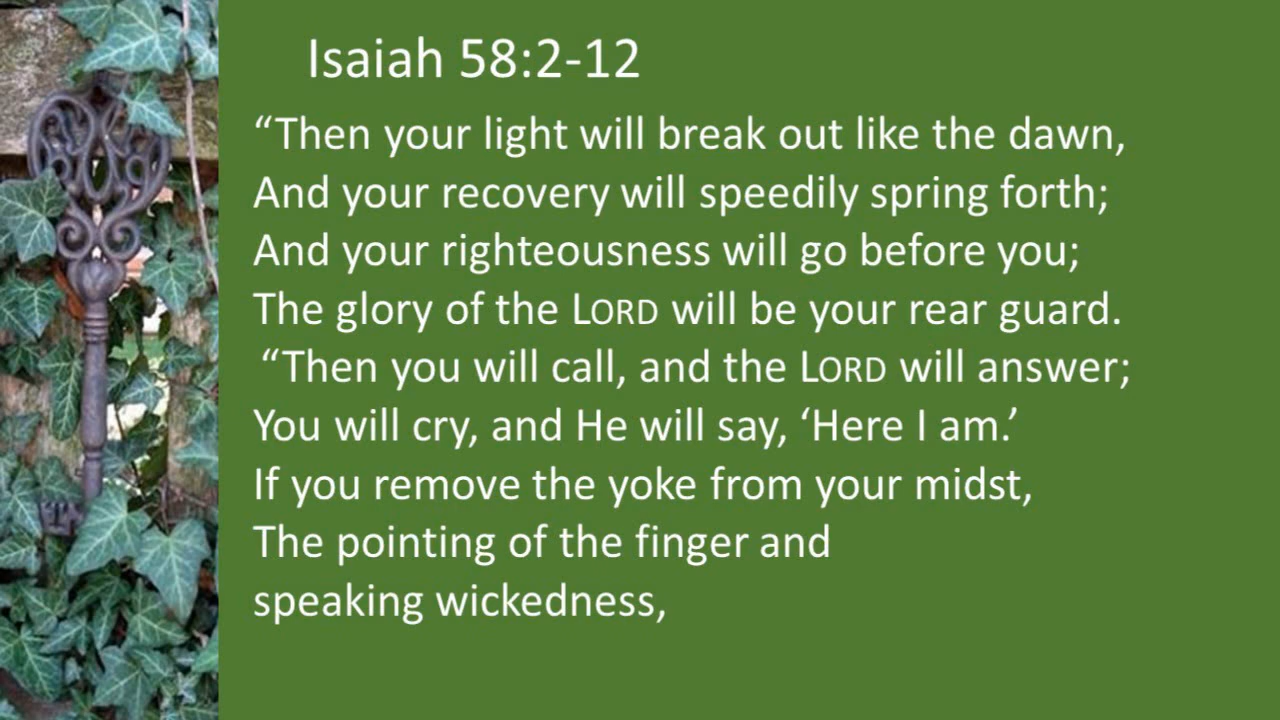 Isaiah 58:2-12
“Then your light will break out like the dawn,
And your recovery will speedily spring forth;
And your righteousness will go before you;
The glory of the LORD will be your rear guard.
“Then you will call, and the LORD will answer;
You will cry, and He will say, ‘Here I am.’
If you remove the yoke from your midst,
The pointing of the finger and
speaking wickedness,